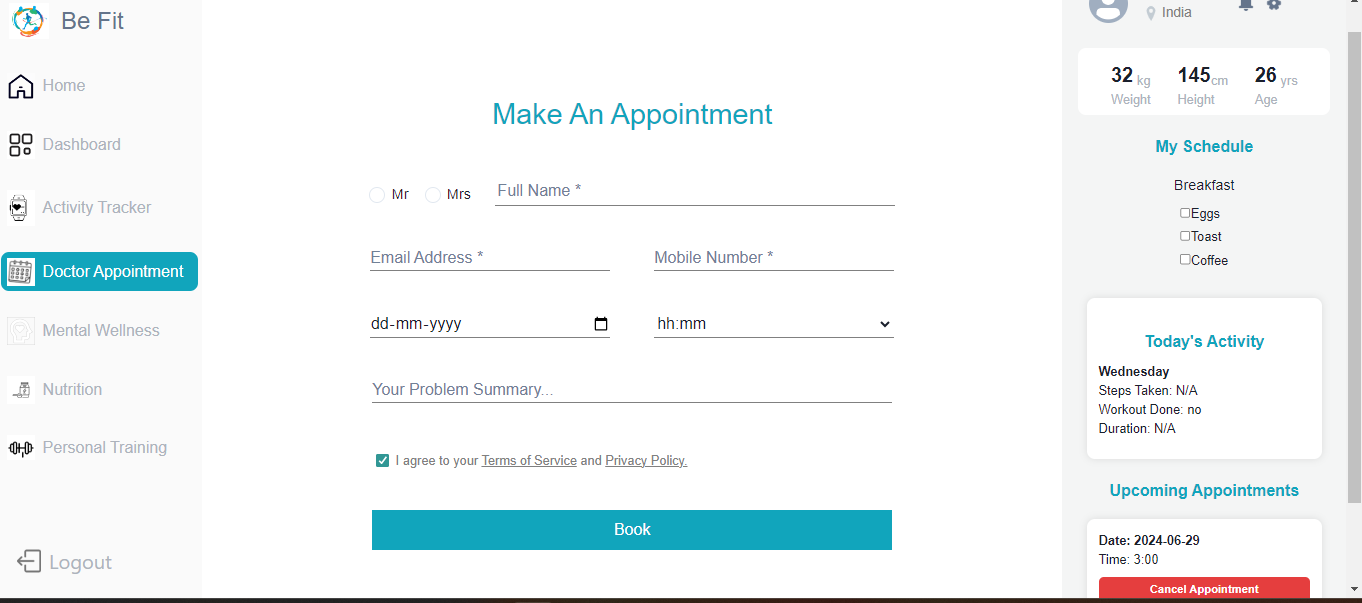 Be Fit
Home
Dashboard
Activity Tracker
Doctor Appointment
Mental Wellness
Nutrition
Personal Training
Logout
Make An Appointment
Mr Mrs Full Name *
Email Address * Mobile Number *
dd-mm-yyyy hh:mm
Your Problem Summary...
I agree to your Terms of Service and Privacy Policy.
Book
India
32 kg 145cm 26 yrs
Weight Height Age
My Schedule
Breakfast
Eggs
Toast
Coffee
Today's Activity
Wednesday
Steps Taken: N/A
Workout Done: no
Duration: N/A
Upcoming Appointments
Date: 2024-06-29
Time: 3:00
Cancel Appointment